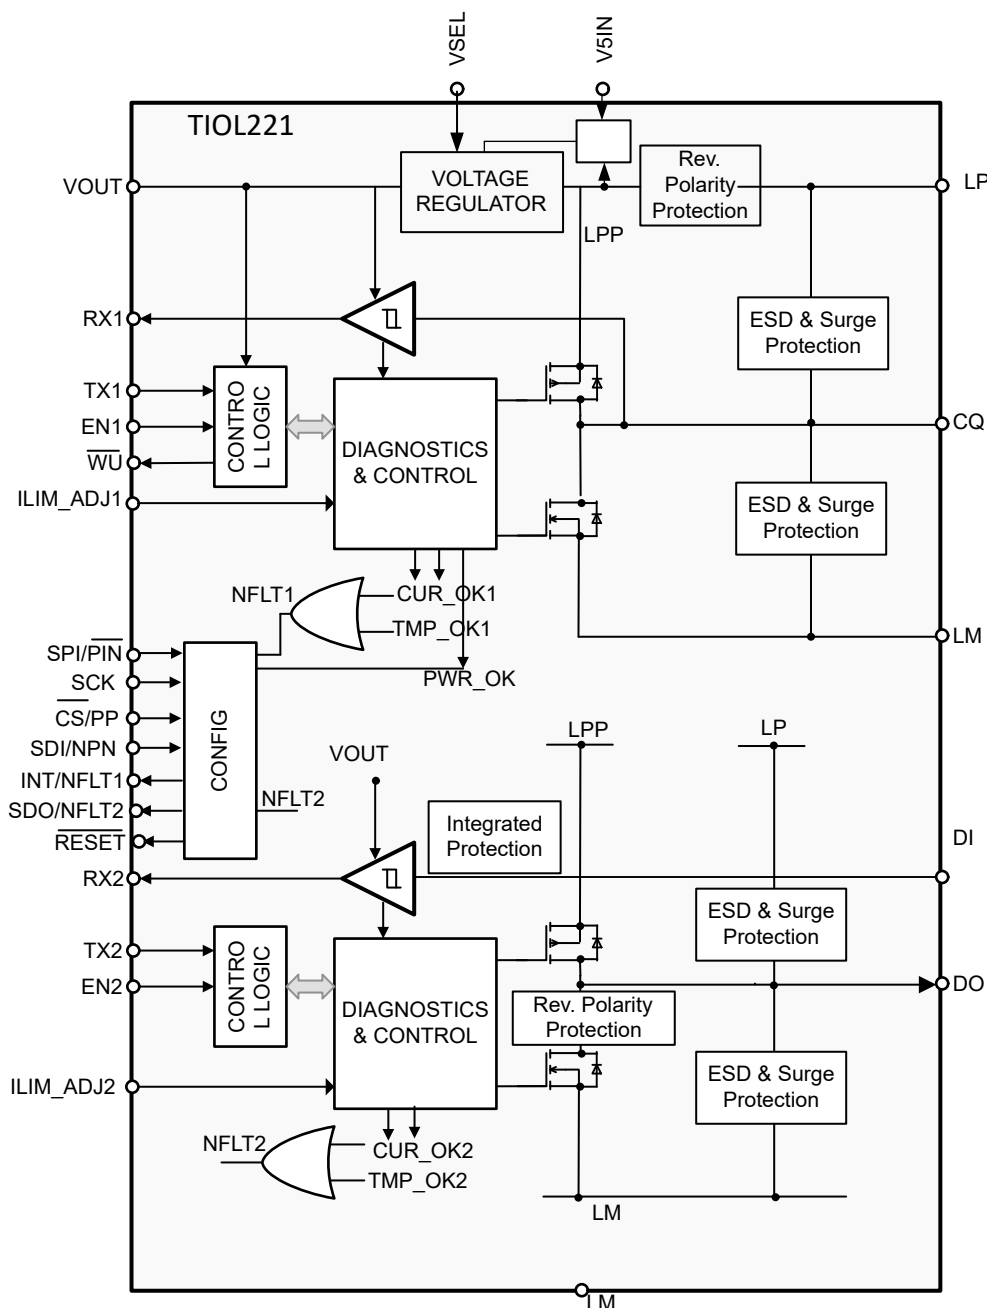 VSEL
V5IN
TIOL221
VOUT
VOLTAGE
REGULATOR
Rev.
Polarity
Protection
LP
LPP
RX1
ESD & Surge
Protection
TX1
EN1
WU
CONTRO
L LOGIC
DIAGNOSTICS
& CONTROL
CQ
ILIM_ADJ1
ESD & Surge
Protection
NFLT1
CUR_OK1
TMP_OK1
LM
SPI/PIN
SCK
CS/PP
SDI/NPN
INT/NFLT1
SDO/NFLT2
RESET
CONFIG
PWR_OK
NFLT2
VOUT
LPP
LP
Integrated
Protection
DI
RX2
ESD & Surge
Protection
TX2
EN2
CONTRO
L LOGIC
DIAGNOSTICS
& CONTROL
Rev. Polarity
Protection
DO
ILIM_ADJ2
ESD & Surge
Protection
NFLT2
CUR_OK2
TMP_OK2
LM
LM